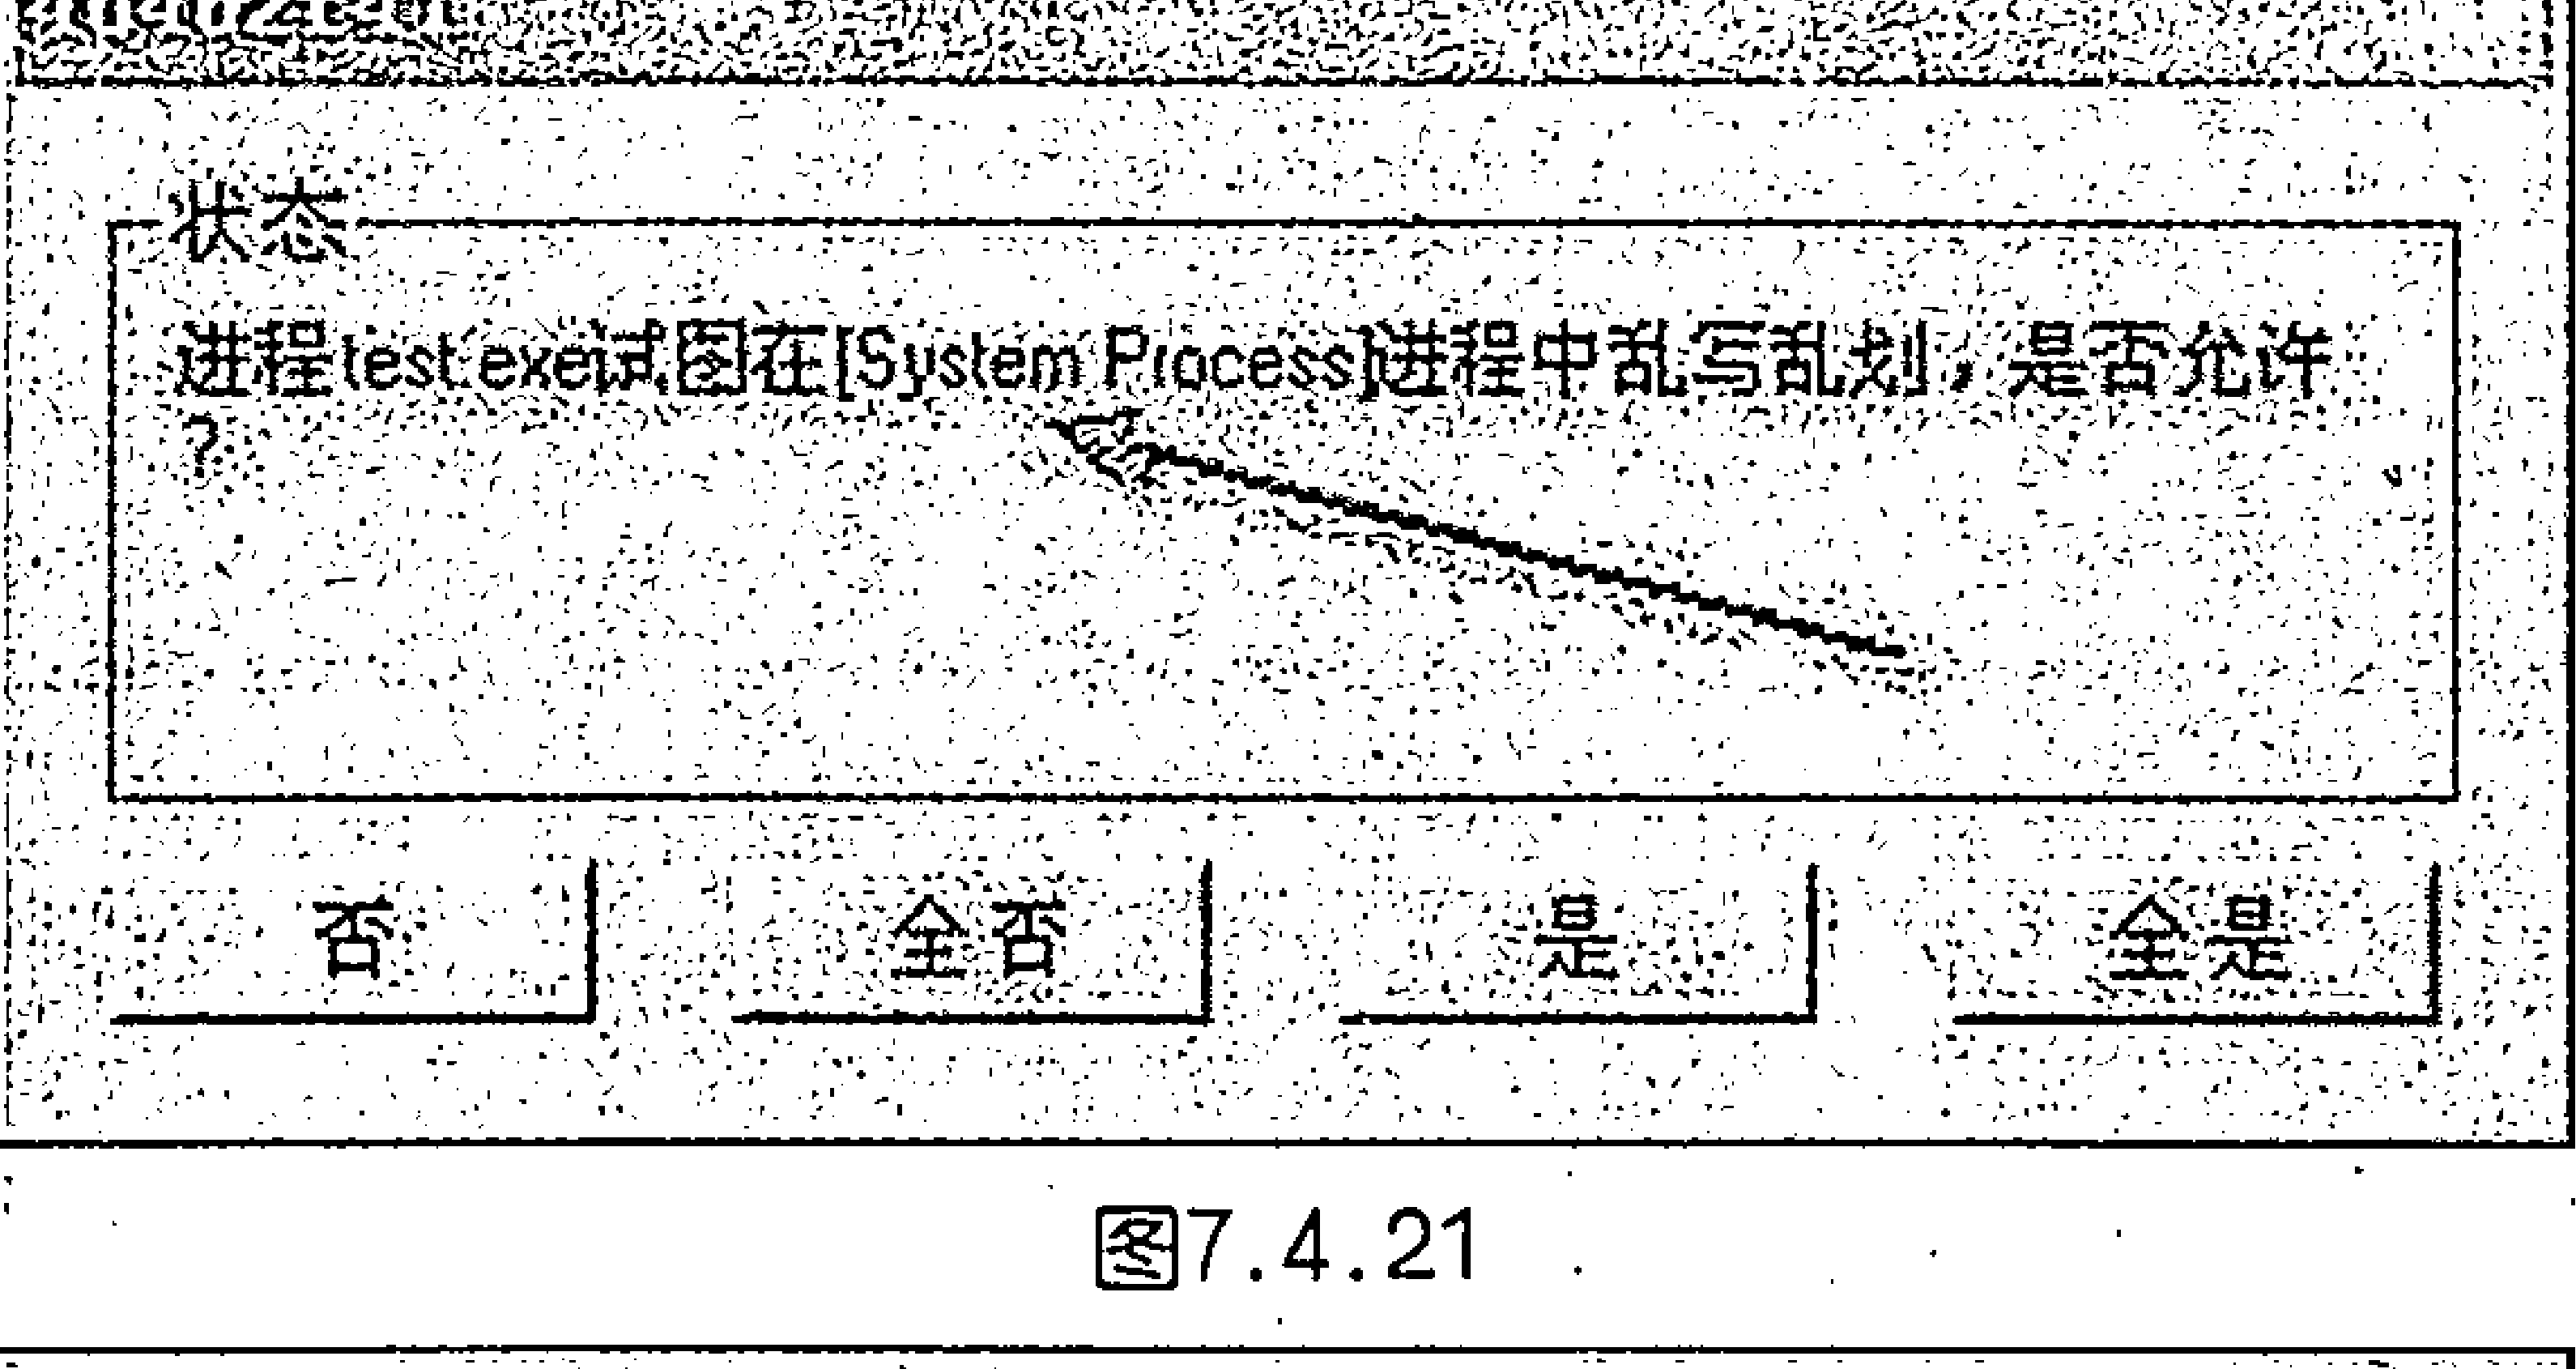 状态
进程test.exe试图在[System Process]进程中乱写乱划，是否允许
?
否 全否 是 全是
图7.4.21